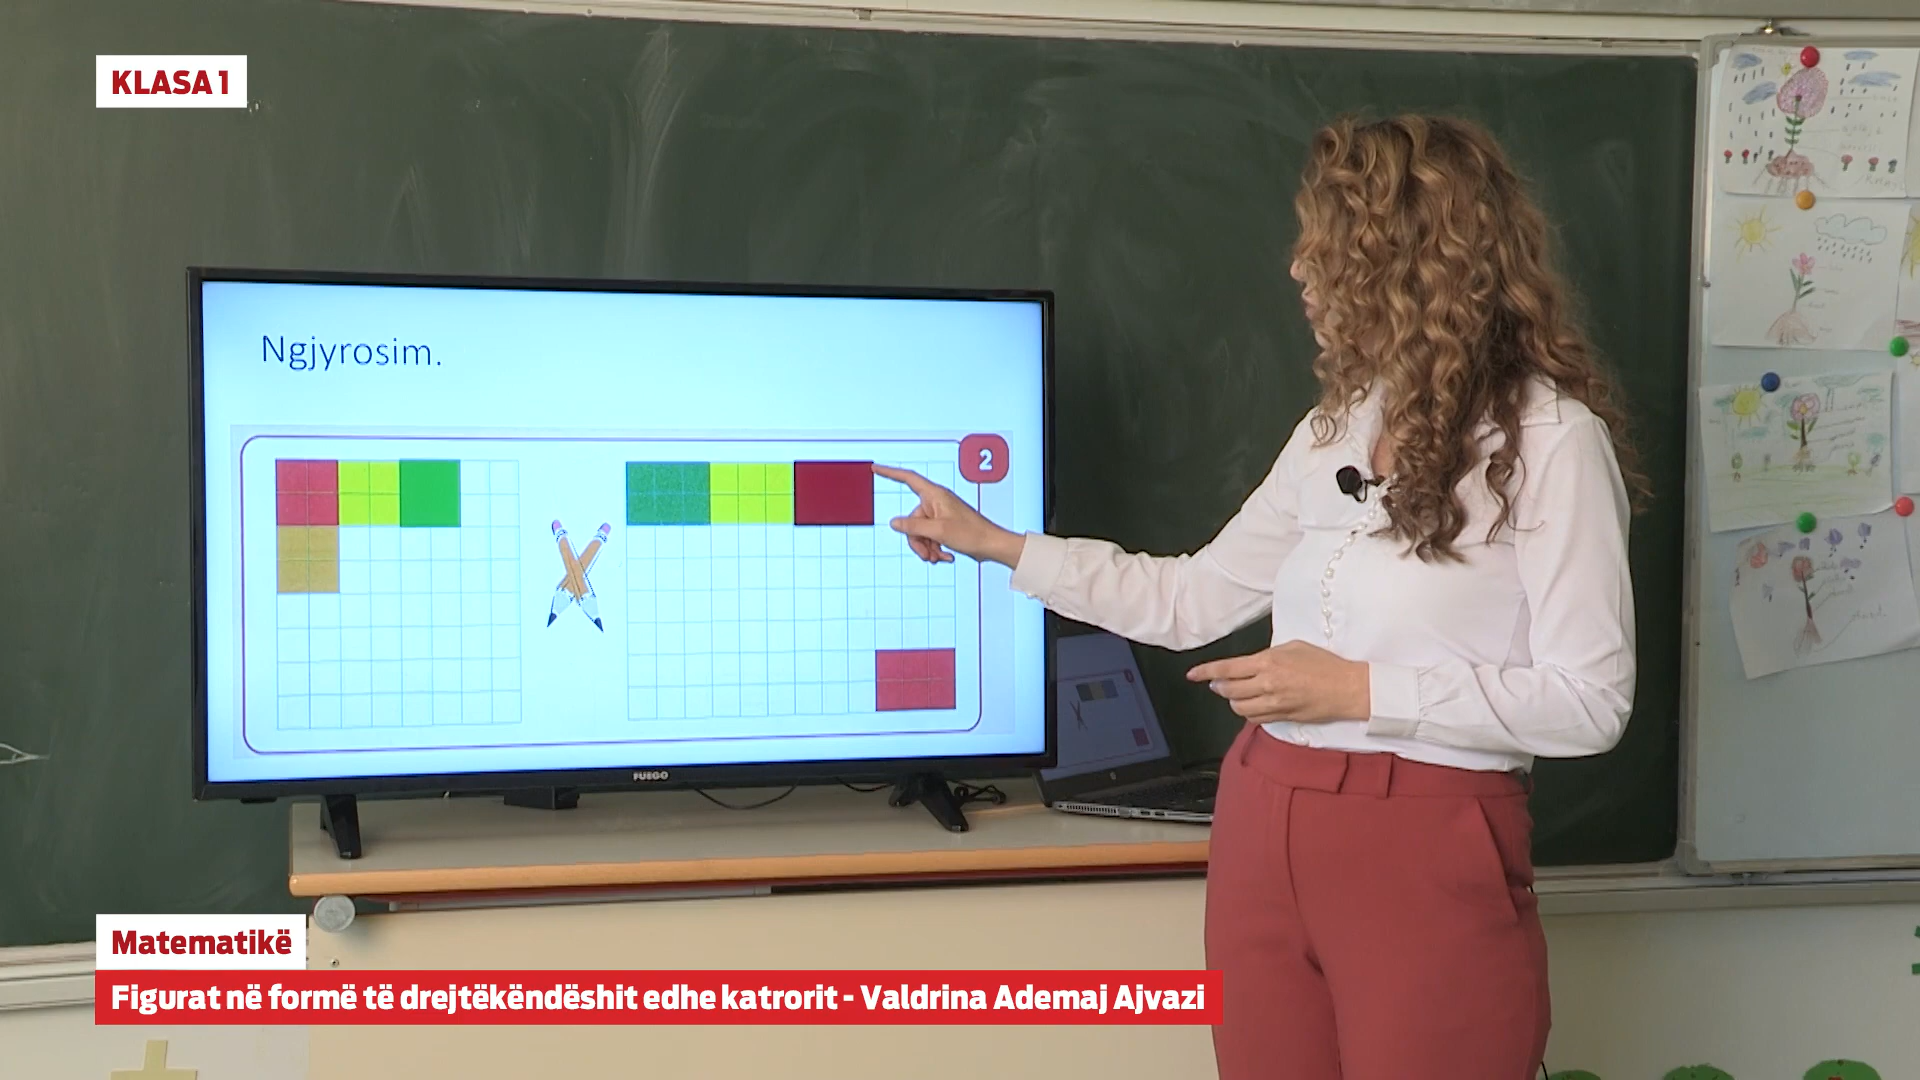 KLASA 1
Ngjyrosim.
2
FUEGO
Matematikë
Figurat në formë të drejtëkëndëshit edhe katrorit - Valdrina Ademaj Ajvazi